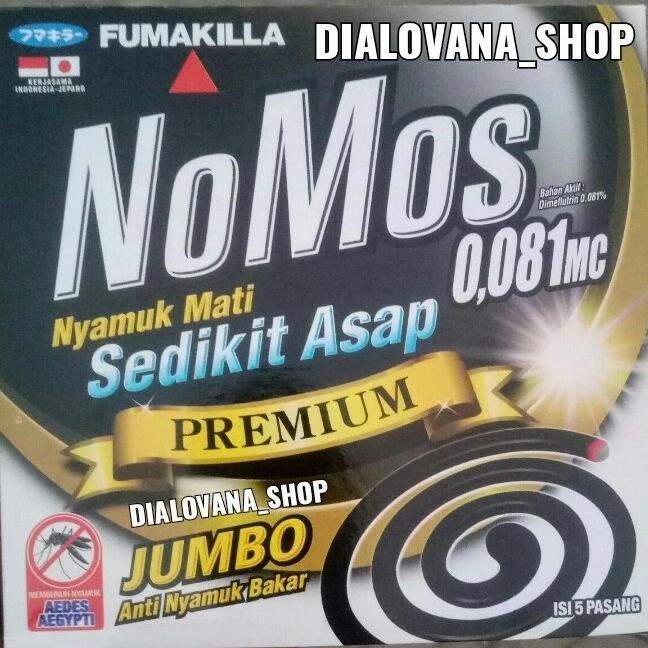 フマキラー FUMAKILLA
DIALOVANA_SHOP
KERJASAMA
INDONESIA-JEPANG
NoMos
Bahan Aktif :
Dimeflutrin 0,081%
0,081MC
Nyamuk Mati
Sedikit Asap
PREMIUM
DIALOVANA_SHOP
JUMBO
Anti Nyamuk Bakar
MEMBUNUH NYAMUK
AEDES
AEGYPTI
ISI 5 PASANG